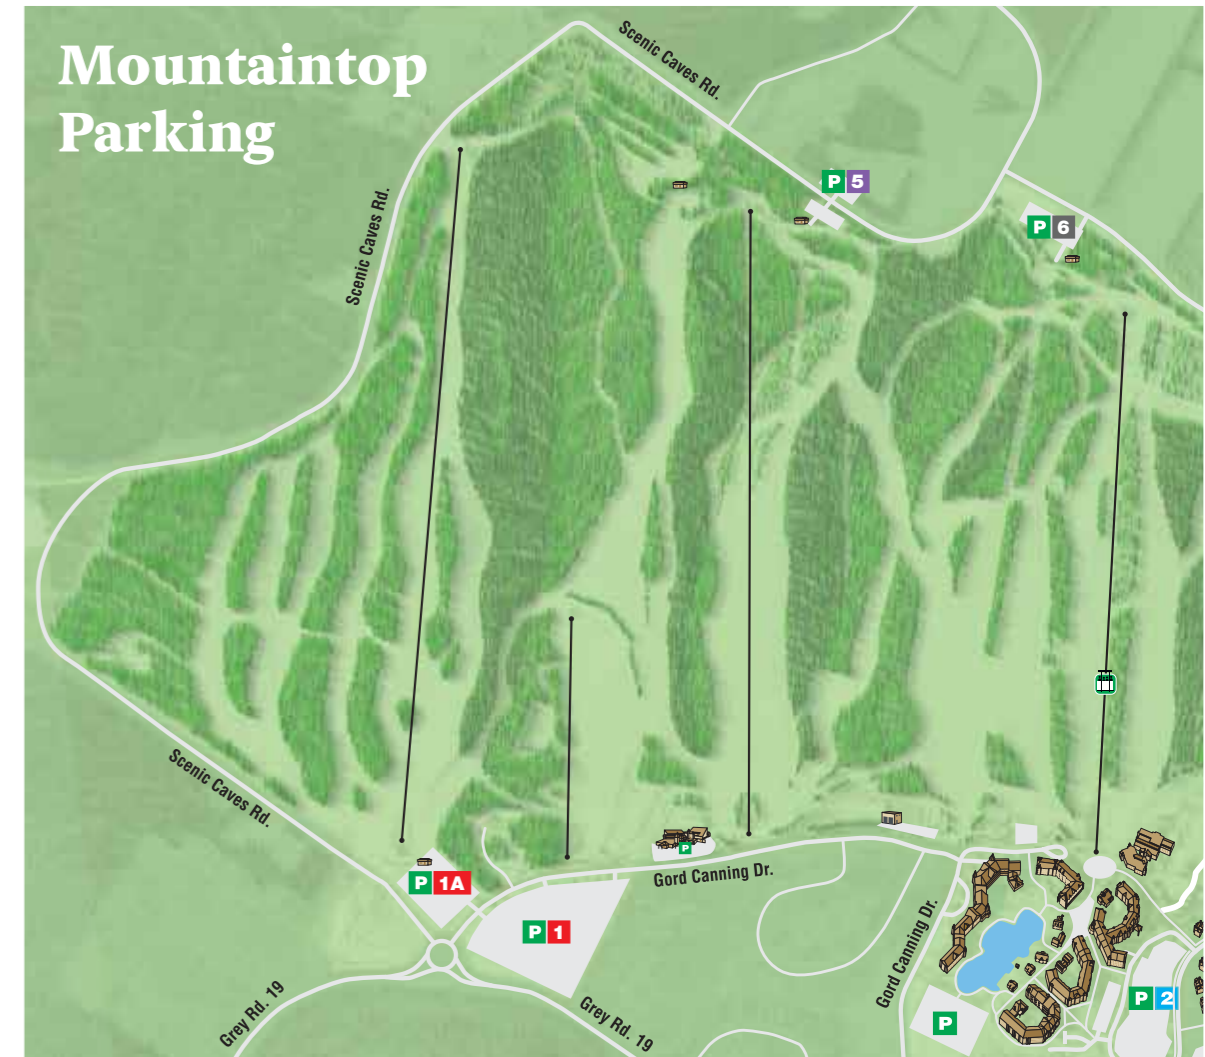 Mountaintop
Parking
Scenic Caves Rd.
P 5
P 6
Scenic Caves Rd.
Scenic Caves Rd.
P
P 1A
Gord Canning Dr.
P 1
Gord Canning Dr.
P 2
Grey Rd. 19
Grey Rd. 19
P